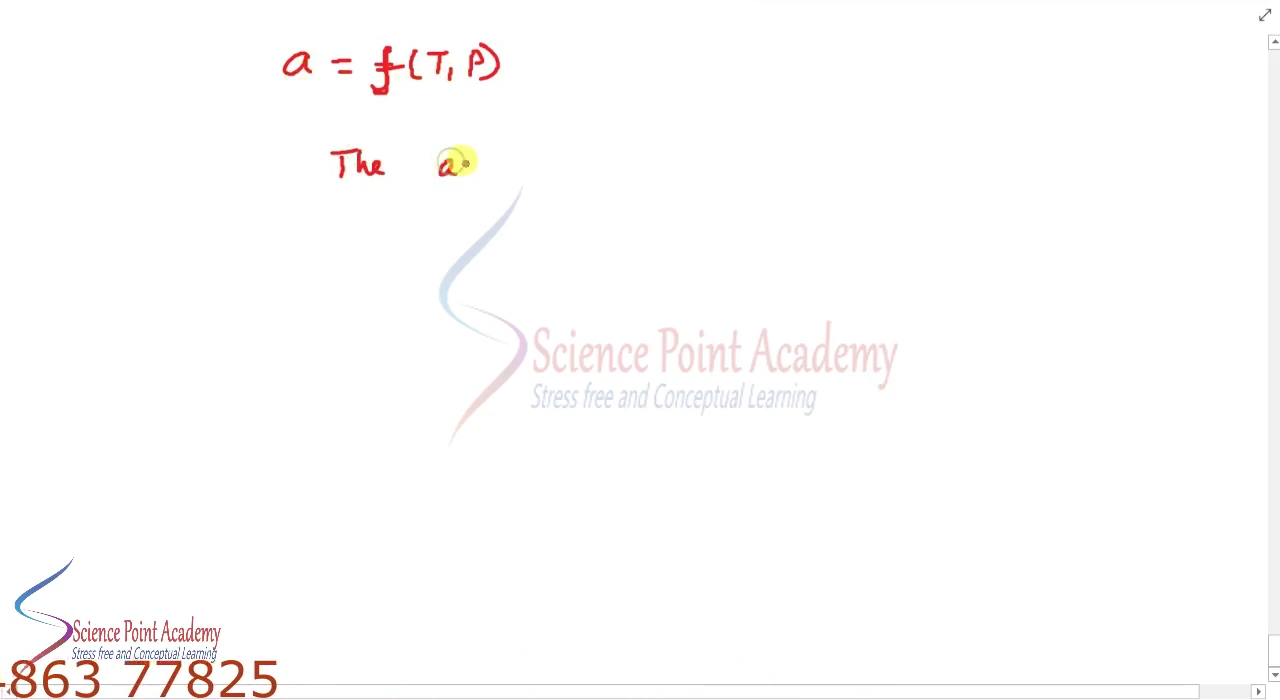 a = f(T, P)
The a
Science Point Academy
Stress free and Conceptual Learning
Science Point Academy
Stress free and Conceptual Learning
-863 77825